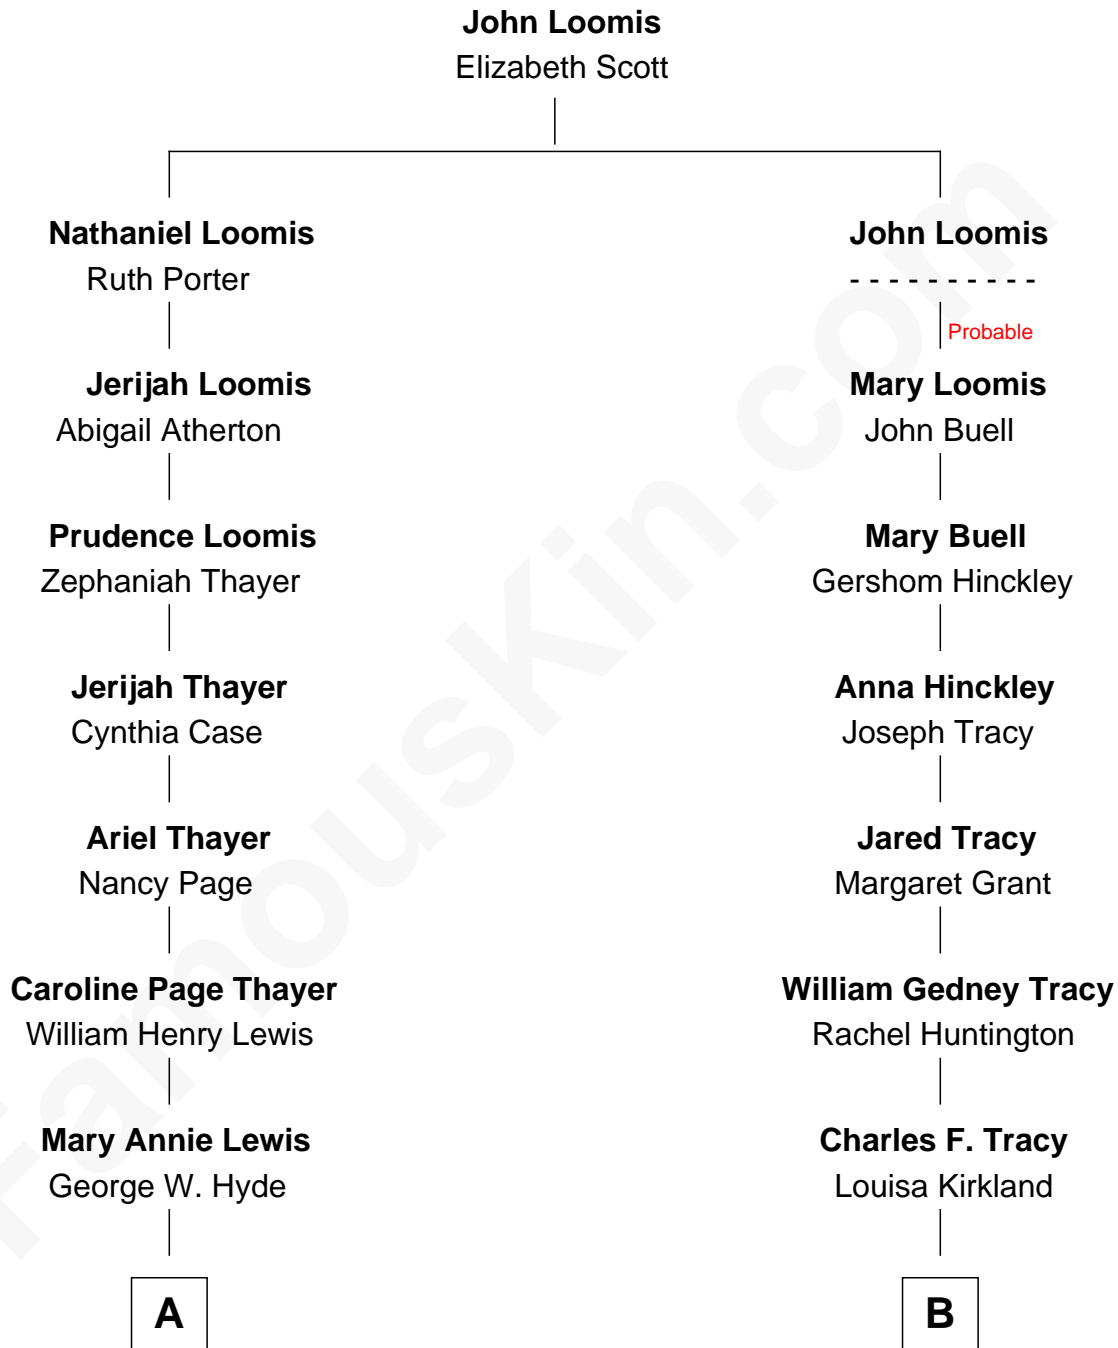 John Loomis
Elizabeth Scott
Nathaniel Loomis
Ruth Porter
Jerijah Loomis
Abigail Atherton
Prudence Loomis
Zephaniah Thayer
Jerijah Thayer
Cynthia Case
Ariel Thayer
Nancy Page
Caroline Page Thayer
William Henry Lewis
Mary Annie Lewis
George W. Hyde
A
John Loomis
- - - - - - - - - -
Probable
Mary Loomis
John Buell
Mary Buell
Gershom Hinckley
Anna Hinckley
Joseph Tracy
Jared Tracy
Margaret Grant
William Gedney Tracy
Rachel Huntington
Charles F. Tracy
Louisa Kirkland
B
FamousKin.com